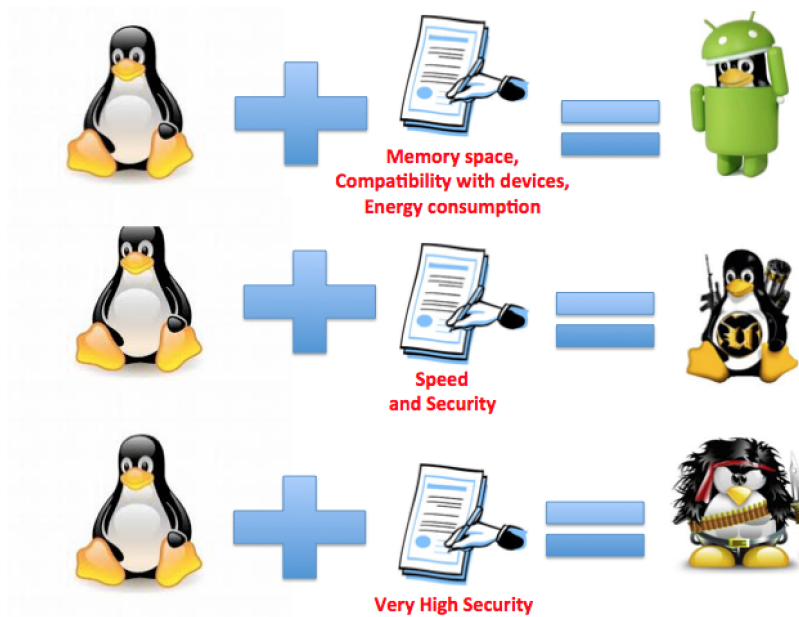 Memory space,
Compatibility with devices,
Energy consumption
Speed
and Security
Very High Security